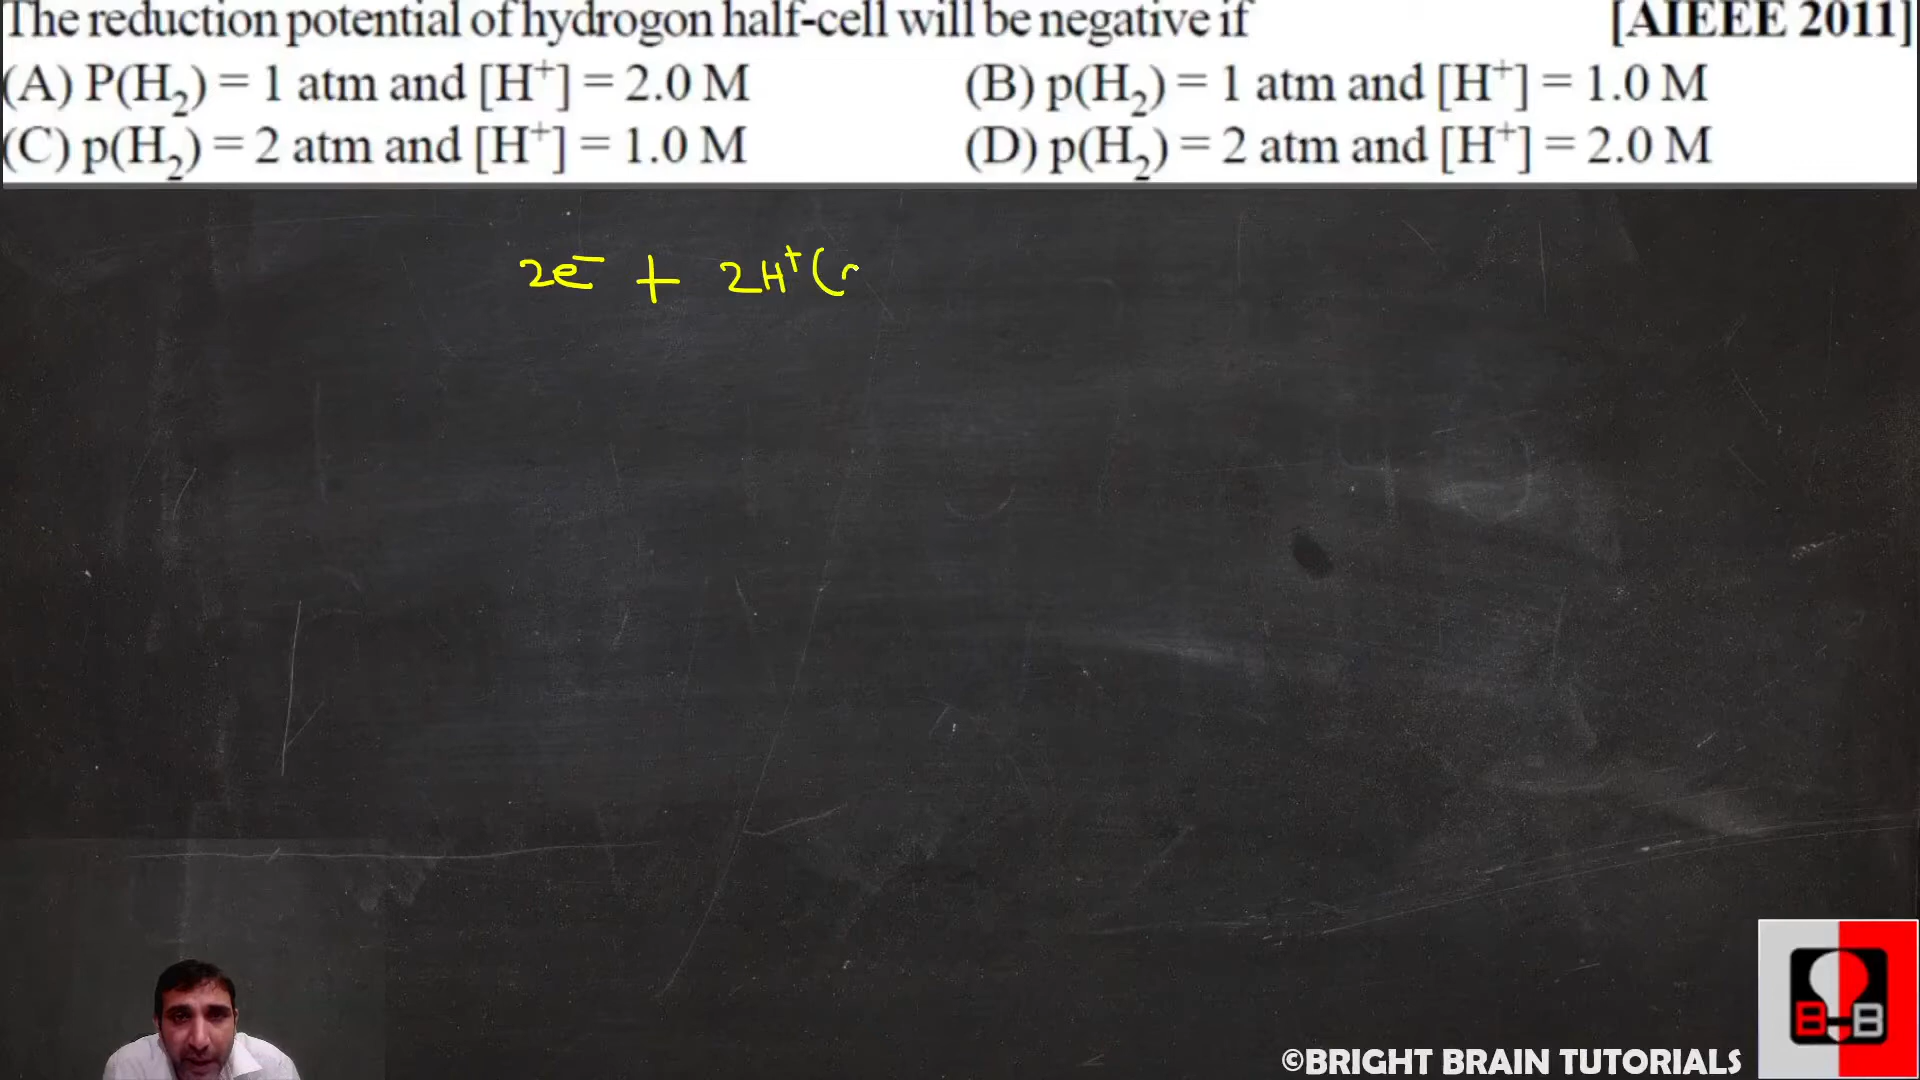 The reduction potential of hydrogon half-cell will be negative if [AIEEE 2011]
(A) P(H₂) = 1 atm and [H⁺] = 2.0 M (B) p(H₂) = 1 atm and [H⁺] = 1.0 M
(C) p(H₂) = 2 atm and [H⁺] = 1.0 M (D) p(H₂) = 2 atm and [H⁺] = 2.0 M
2e⁻ + 2H⁺(
B B
©BRIGHT BRAIN TUTORIALS